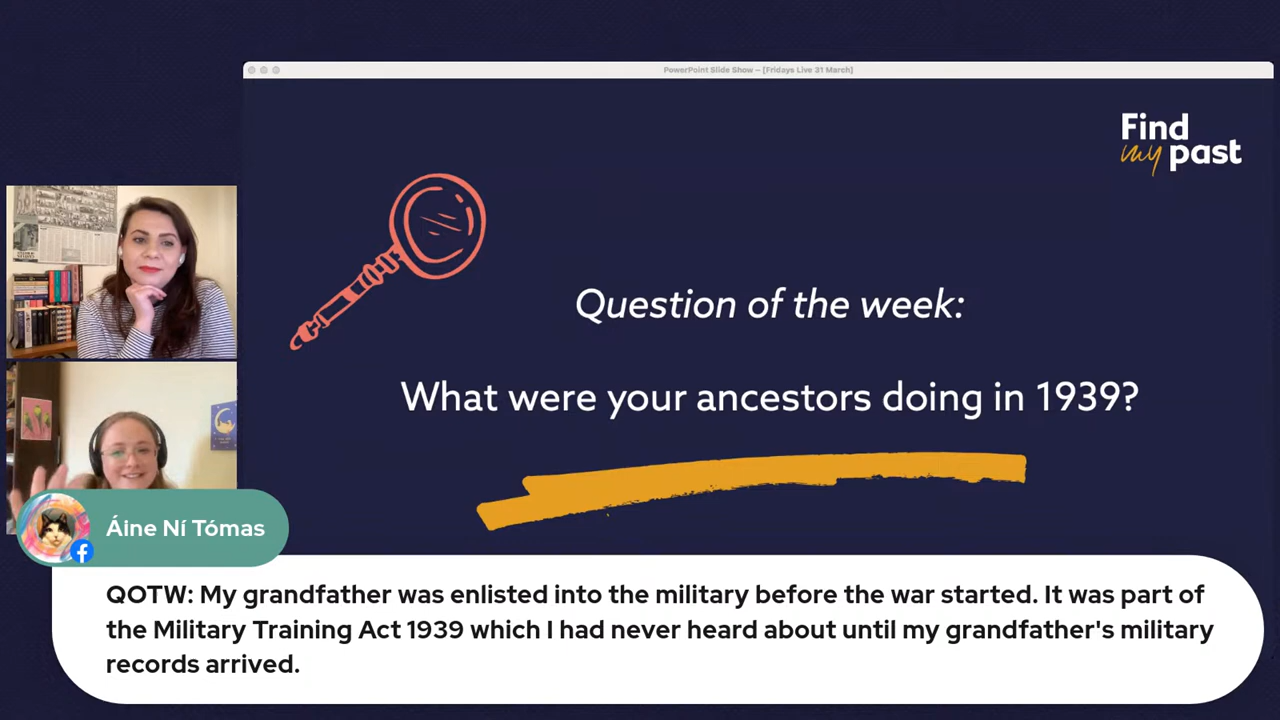 PowerPoint Slide Show – [Fridays Live 31 March]
Find
my past
Question of the week:
What were your ancestors doing in 1939?
Áine Ní Tómas
QOTW: My grandfather was enlisted into the military before the war started. It was part of
the Military Training Act 1939 which I had never heard about until my grandfather's military
records arrived.